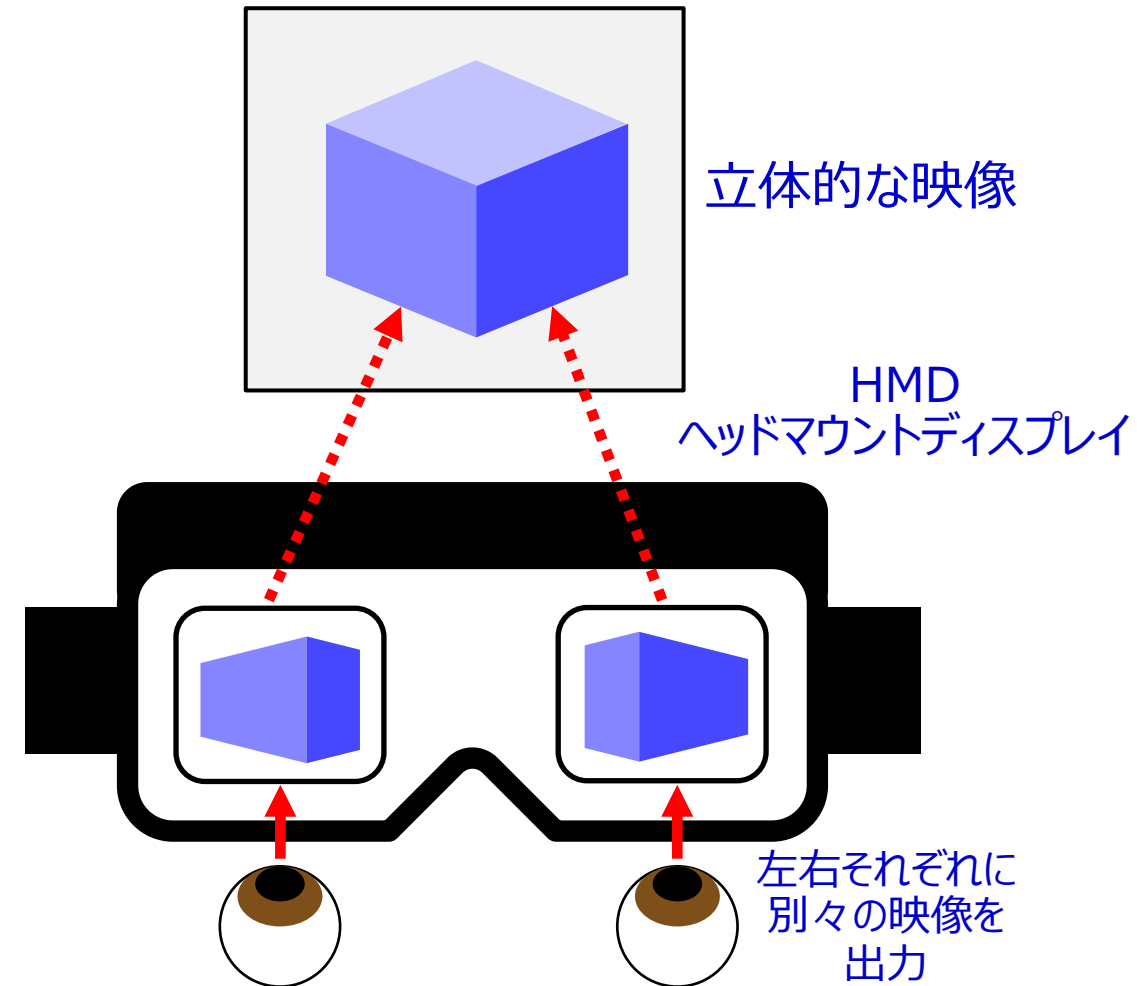 立体的な映像
HMD
ヘッドマウントディスプレイ
左右それぞれに
別々の映像を
出力